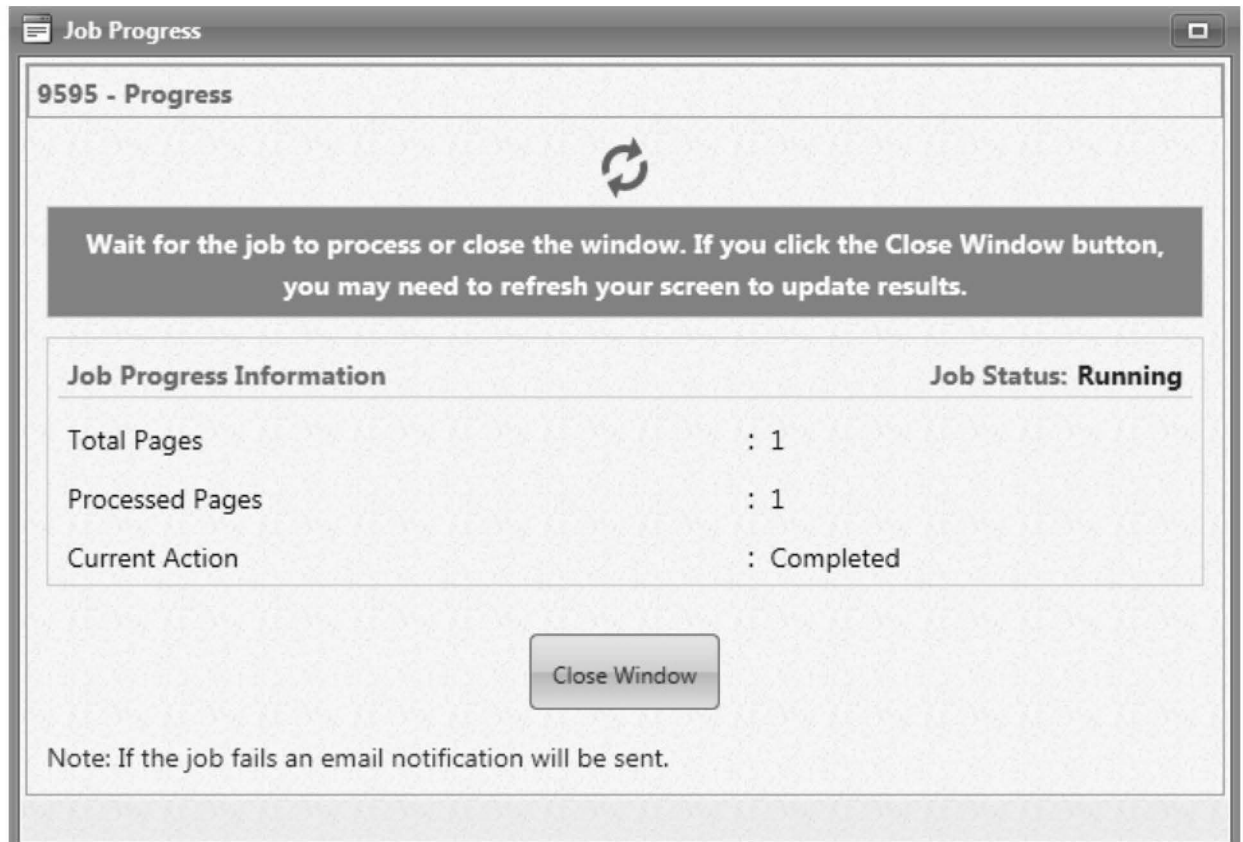 Job Progress
9595 - Progress
Wait for the job to process or close the window. If you click the Close Window button,
you may need to refresh your screen to update results.
Job Progress Information Job Status: Running
Total Pages : 1
Processed Pages : 1
Current Action : Completed
Close Window
Note: If the job fails an email notification will be sent.